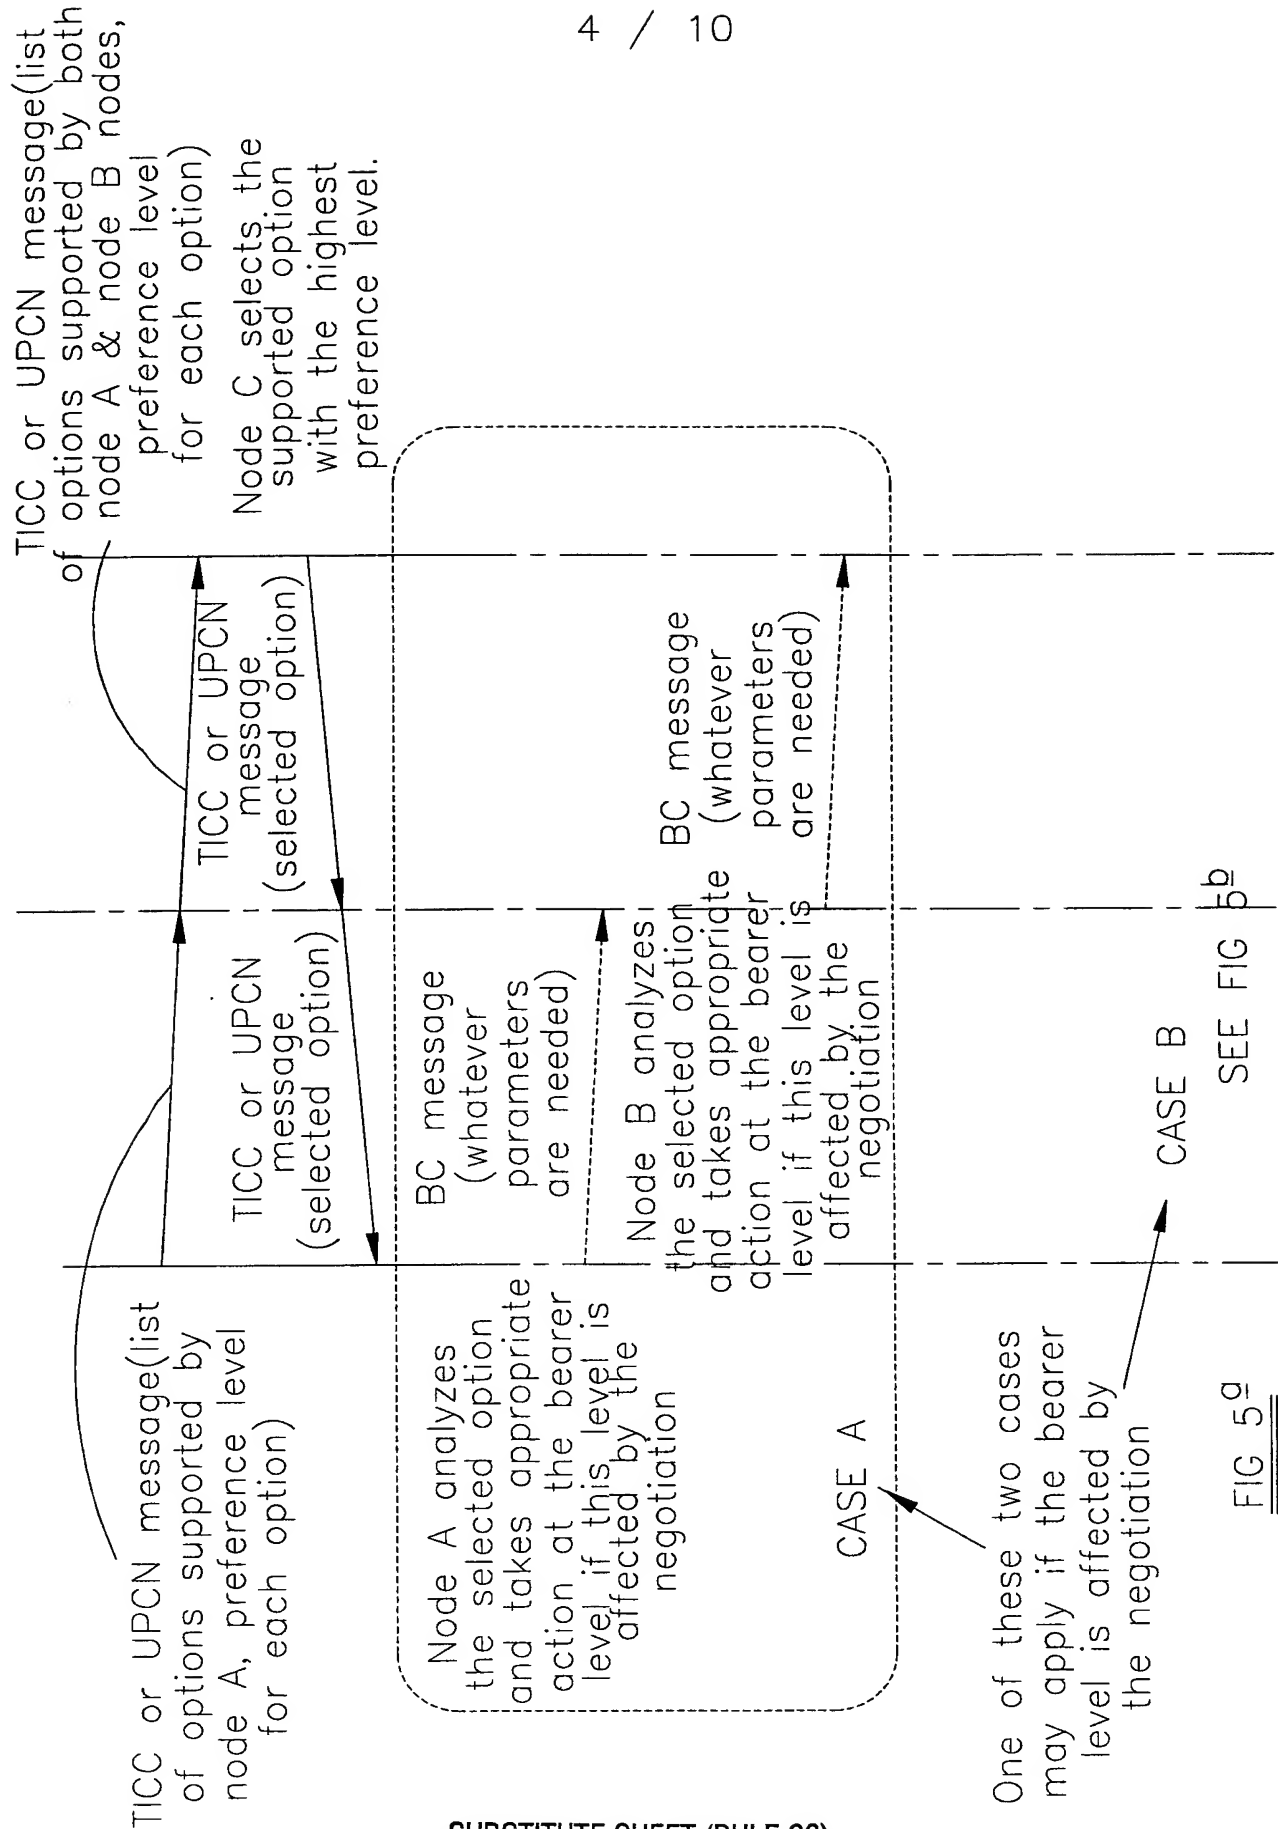 4 / 10
TICC or UPCN message(list
of options supported by both
node A & node B nodes,
preference level
for each option)
Node C selects the
supported option
with the highest
preference level.
TICC or UPCN
message
(selected option)
TICC or UPCN message(list
of options supported by
node A, preference level
for each option)
TICC or UPCN
message
(selected option)
Node A analyzes
the selected option
and takes appropriate
action at the bearer
level if this level is
affected by the
negotiation
BC message
(whatever
parameters
are needed)
Node B analyzes
the selected option
and takes appropriate
action at the bearer
level if this level is
affected by the
negotiation
BC message
(whatever
parameters
are needed)
CASE A
One of these two cases
may apply if the bearer
level is affected by
the negotiation
CASE B
SEE FIG 5b
FIG 5a
SUBSTITUTE SHEET (RULE 26)